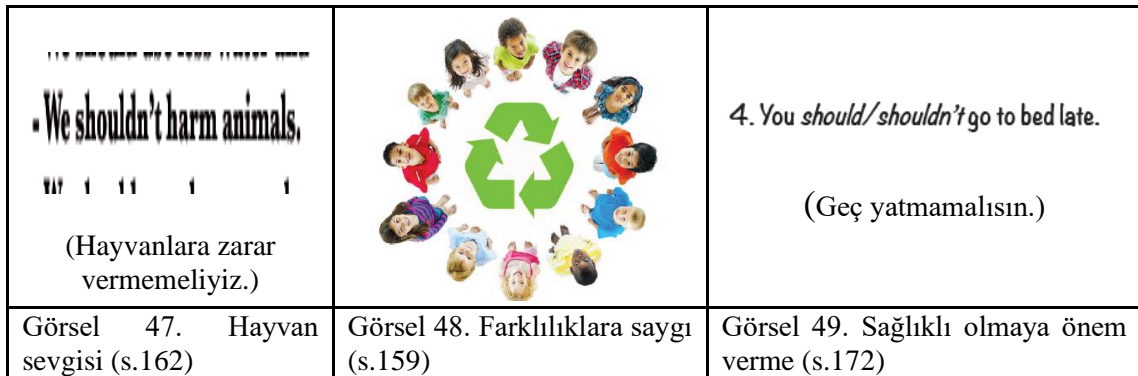 - We shouldn't harm animals.
(Hayvanlara zarar
vermemeliyiz.)
4. You should/shouldn't go to bed late.
(Geç yatmamalısın.)
Görsel 47. Hayvan
sevgisi (s.162)
Görsel 48. Farklılıklara saygı
(s.159)
Görsel 49. Sağlıklı olmaya önem
verme (s.172)